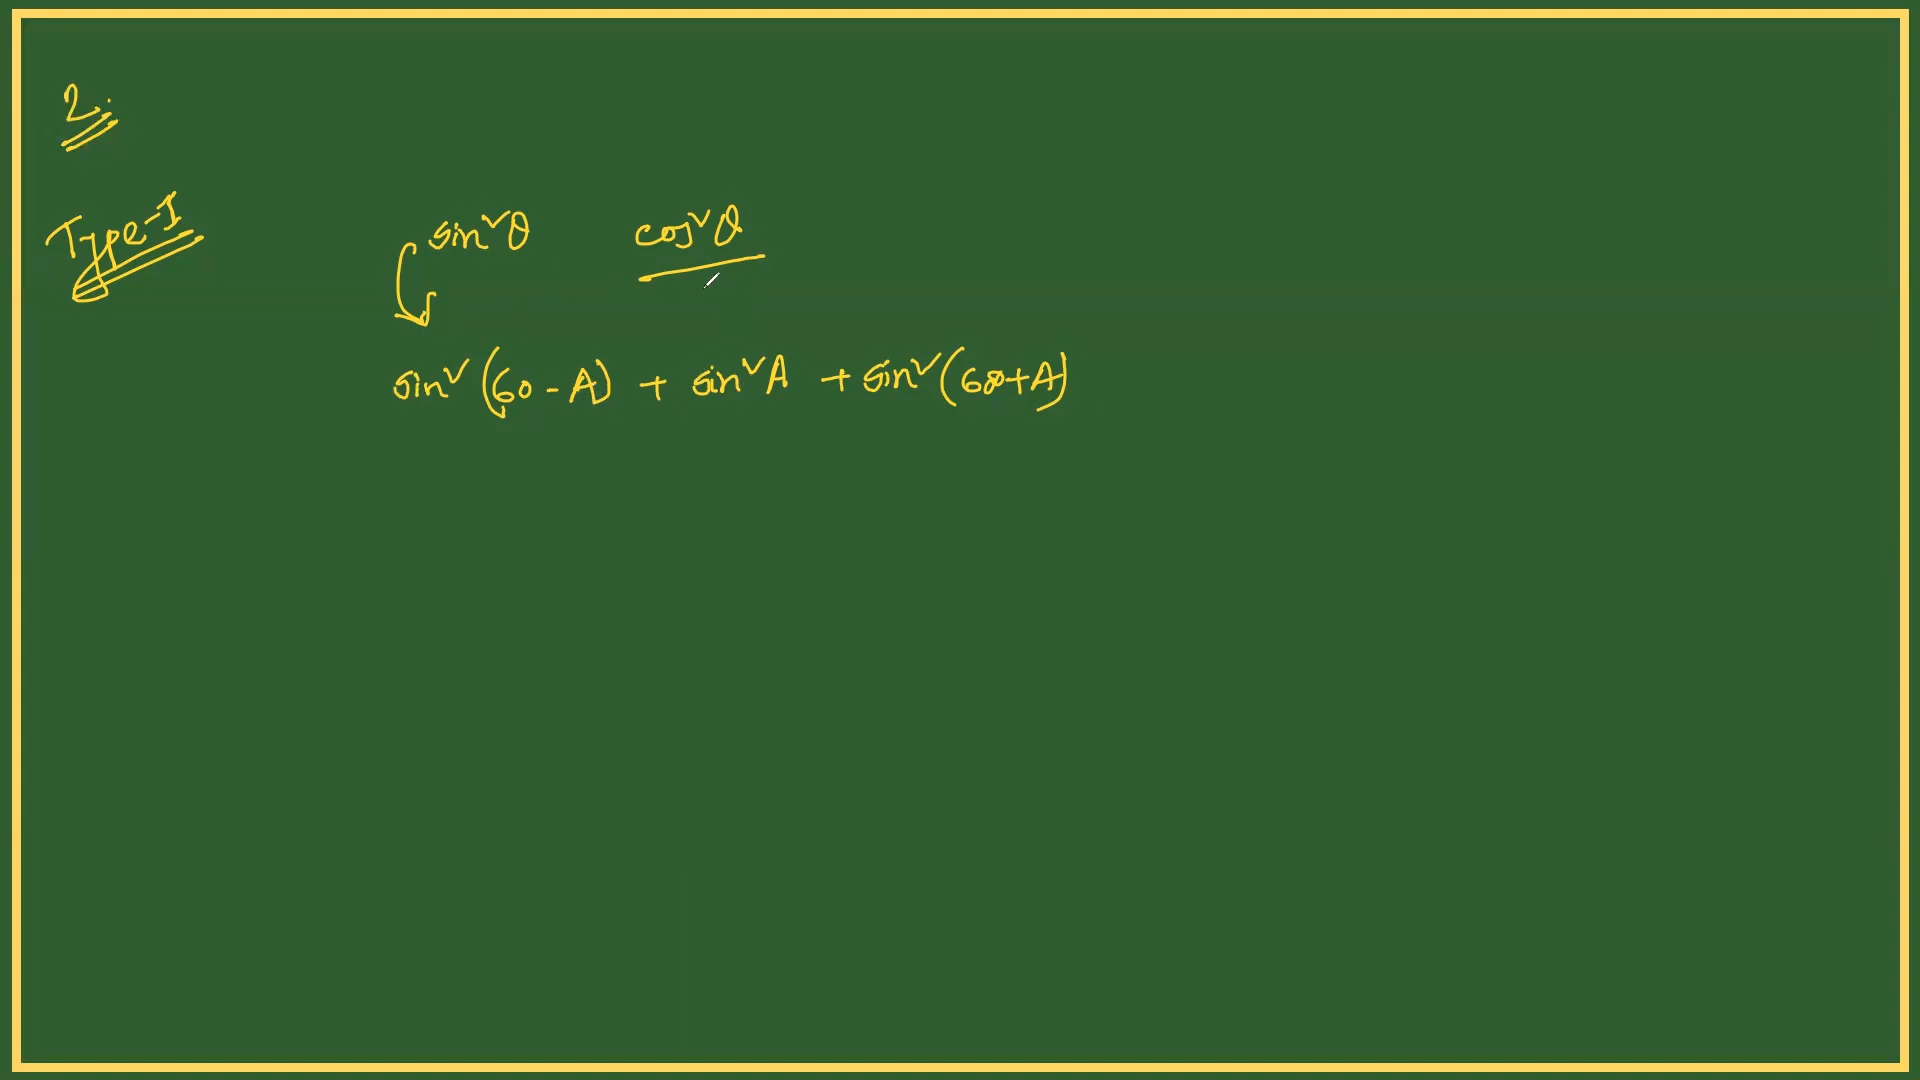 2.
Type-I
sin²θ cos²θ
sin²(60-A) + sin²A + sin²(60+A)